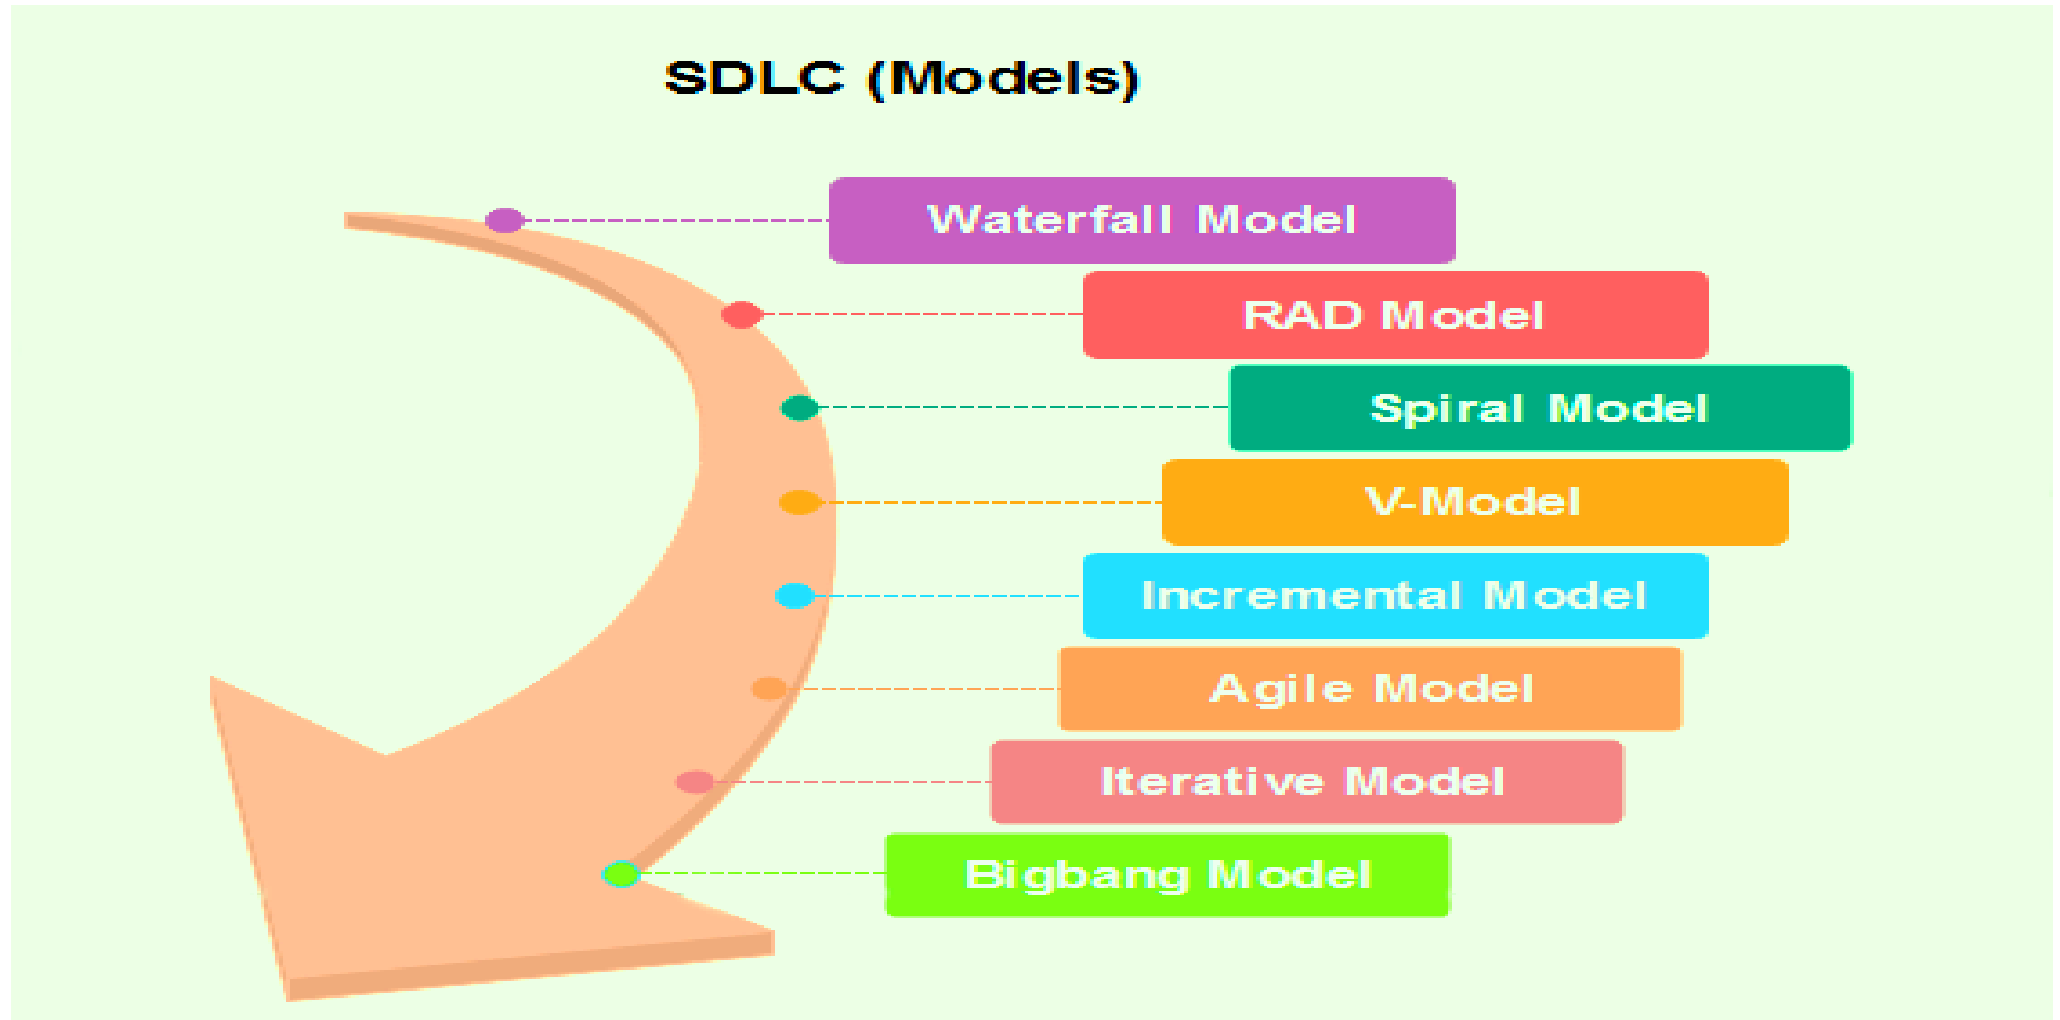 SDLC (Models)
Waterfall Model
RAD Model
Spiral Model
V-Model
Incremental Model
Agile Model
Iterative Model
Bigbang Model